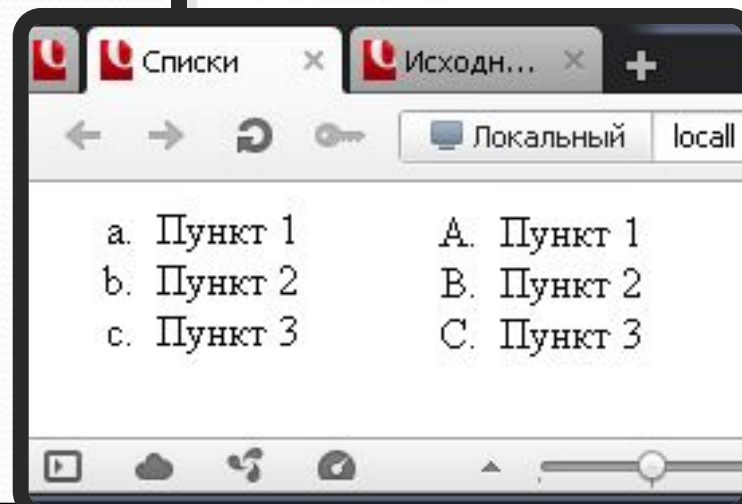 Списки
Исходн...
Локальный
locall
a. Пункт 1
b. Пункт 2
c. Пункт 3
A. Пункт 1
B. Пункт 2
C. Пункт 3